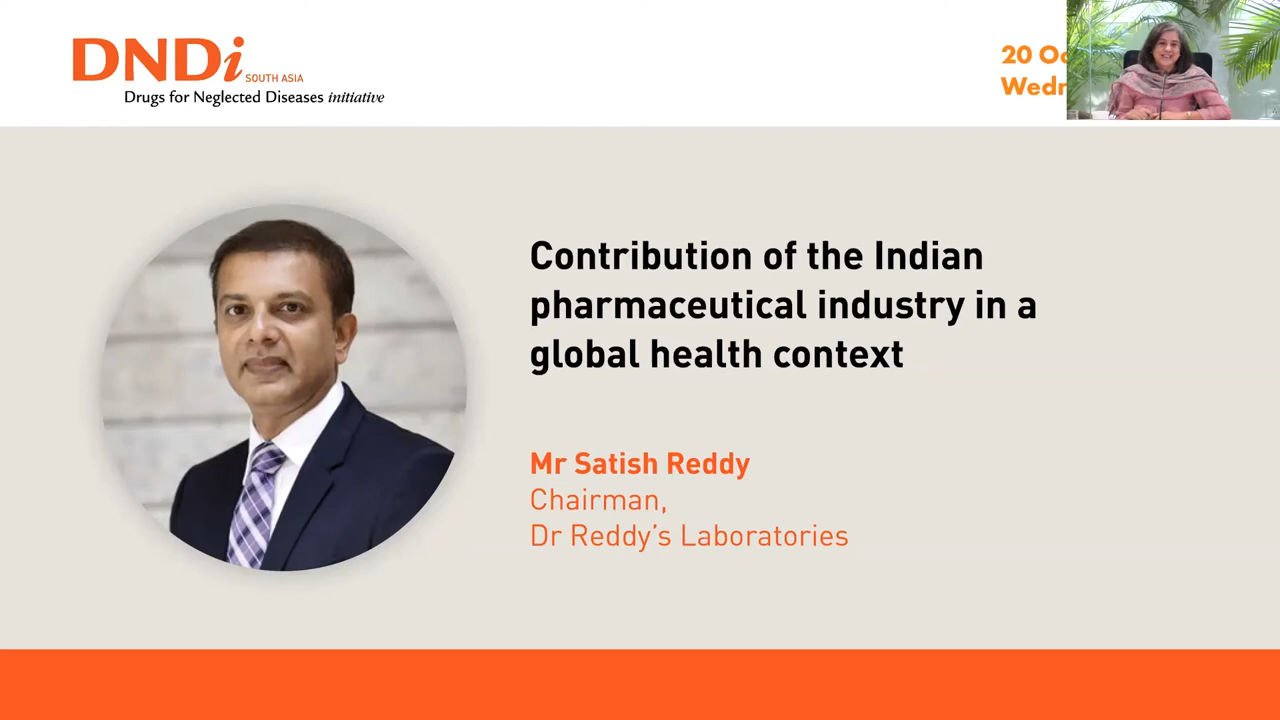 DNDi
SOUTH ASIA
Drugs for Neglected Diseases initiative
20
Contribution of the Indian
pharmaceutical industry in a
global health context
Mr Satish Reddy
Chairman,
Dr Reddy's Laboratories